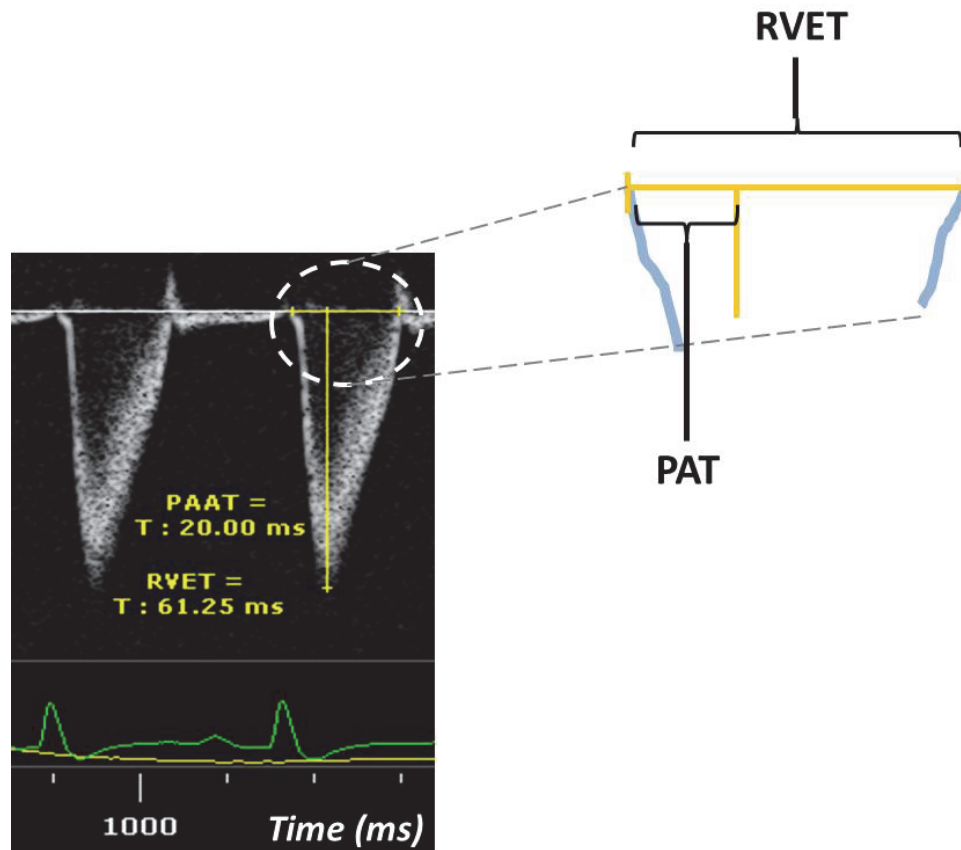 RVET
PAT
PAAT =
T : 20.00 ms
RVET =
T : 61.25 ms
1000
Time (ms)